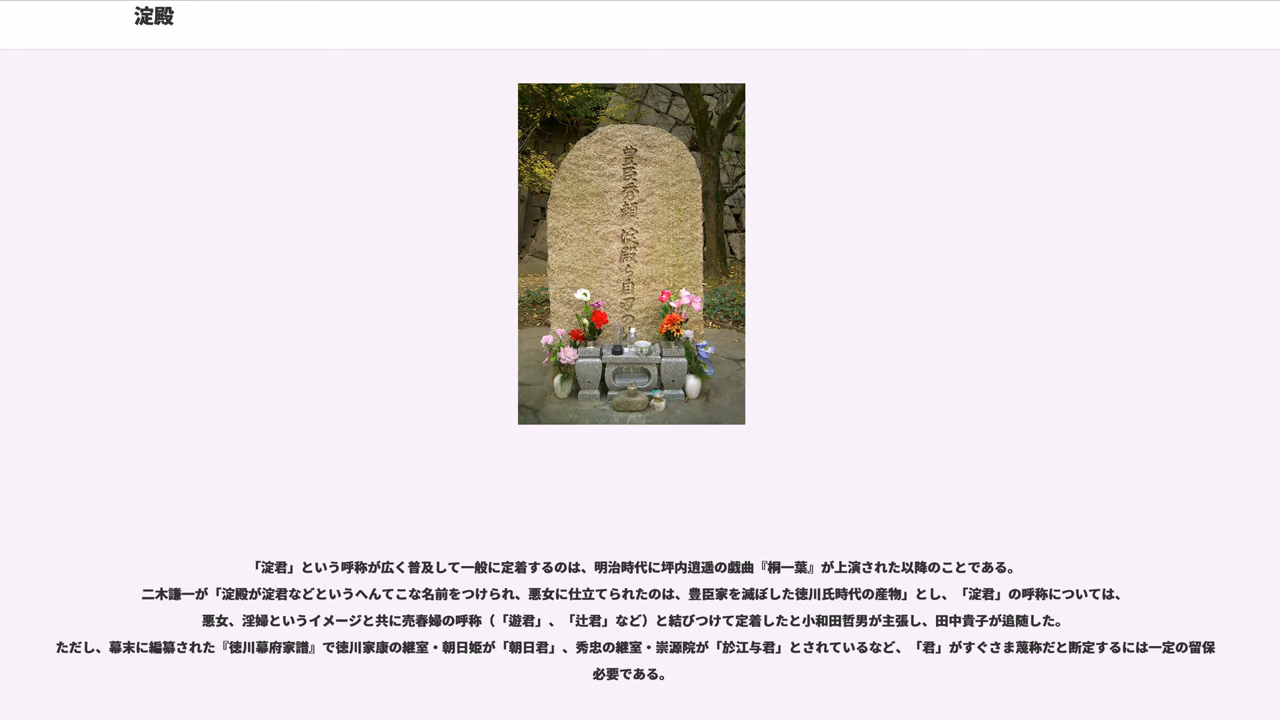 淀殿
豊臣秀頼 淀殿ら自刃の
「淀君」という呼称が広く普及して一般に定着するのは、明治時代に坪内逍遥の戯曲『桐一葉』が上演された以降のことである。
二木謙一が「淀殿が淀君などというへんてこな名前をつけられ、悪女に仕立てられたのは、豊臣家を滅ぼした徳川氏時代の産物」とし、「淀君」の呼称については、
悪女、淫婦というイメージと共に売春婦の呼称（「遊君」、「辻君」など）と結びつけて定着したと小和田哲男が主張し、田中貴子が追随した。
ただし、幕末に編纂された『徳川幕府家譜』で徳川家康の継室・朝日姫が「朝日君」、秀忠の継室・崇源院が「於江与君」とされているなど、「君」がすぐさま蔑称だと断定するには一定の留保
必要である。